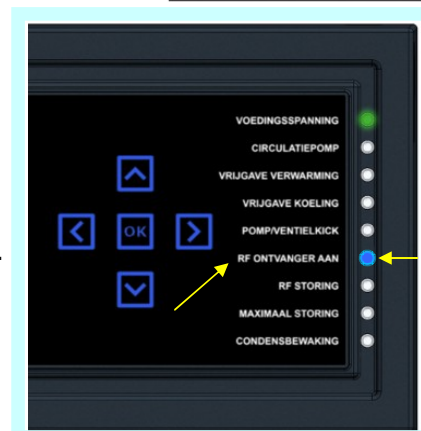 VOEDINGSSPANNING
CIRCULATIEPOMP
VRIJGAVE VERWARMING
VRIJGAVE KOELING
OK
POMP/VENTIELKICK
RF ONTVANGER AAN
RF STORING
MAXIMAAL STORING
CONDENSBEWAKING